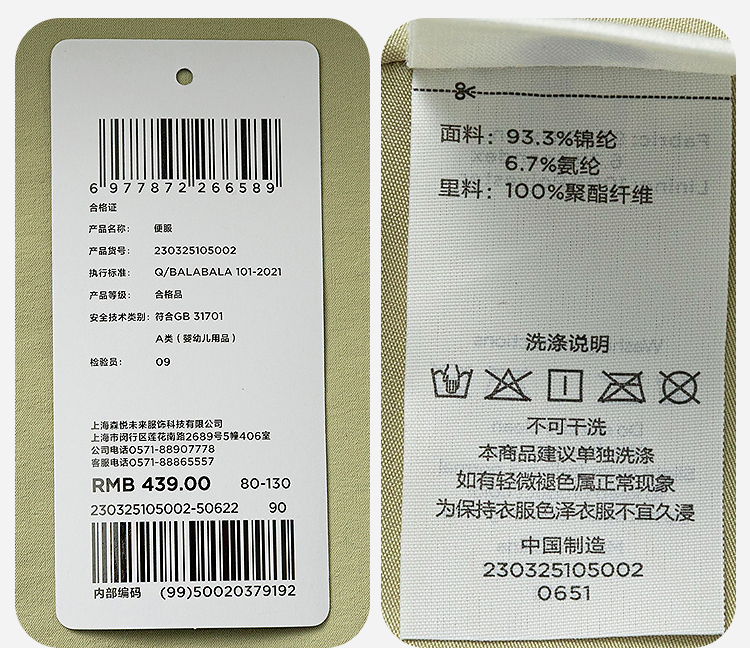 6 977872 266589
合格证
产品名称： 便服
产品货号： 230325105002
执行标准： Q/BALABALA 101-2021
产品等级： 合格品
安全技术类别：符合GB 31701
A类（婴幼儿用品）
检验员： 09
上海森悦未来服饰科技有限公司
上海市闵行区莲花南路2689号5幢406室
公司电话0571-88907778
客服电话0571-88865557
RMB 439.00 80-130
230325105002-50622 90
内部编码 (99)50020379192
面料：93.3%锦纶
6.7%氨纶
里料：100%聚酯纤维
洗涤说明
不可干洗
本商品建议单独洗涤
如有轻微褪色属正常现象
为保持衣服色泽衣服不宜久浸
中国制造
230325105002
0651